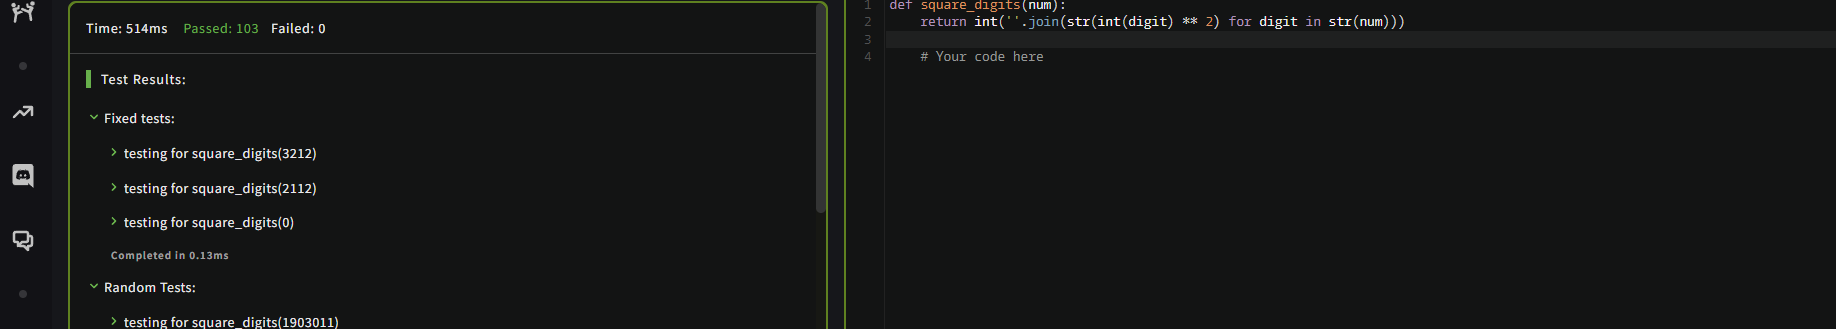 Time: 514ms Passed: 103 Failed: 0
Test Results:
Fixed tests:
testing for square_digits(3212)
testing for square_digits(2112)
testing for square_digits(0)
Completed in 0.13ms
Random Tests:
testing for square_digits(1903011)
1 def square_digits(num):
2     return int(''.join(str(int(digit) ** 2) for digit in str(num)))
3
4     # Your code here